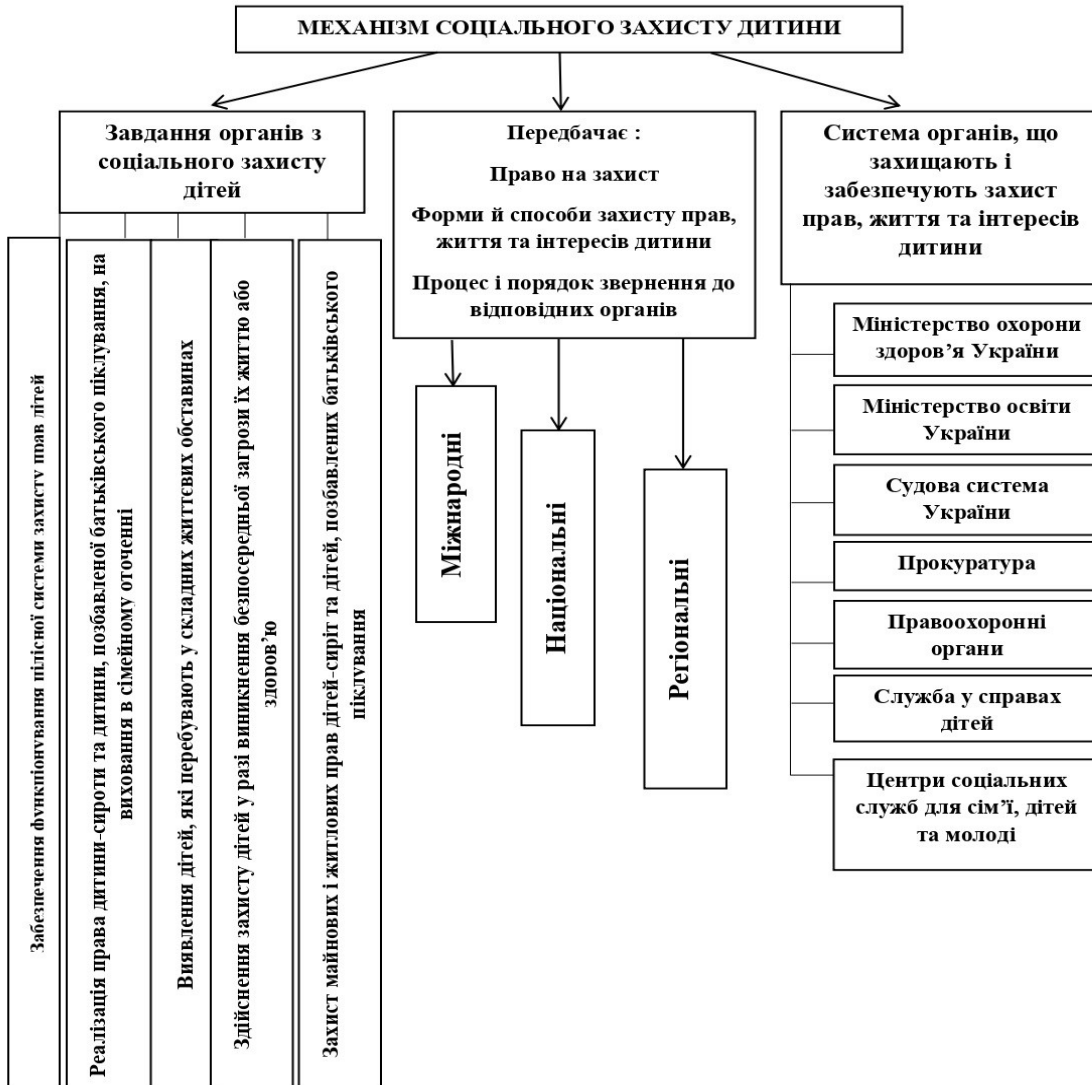 МЕХАНІЗМ СОЦІАЛЬНОГО ЗАХИСТУ ДИТИНИ
Завдання органів з
соціального захисту
дітей
Забезпечення функціонування цілісної системи захисту прав дітей
Реалізація права дитини-сироти та дитини, позбавленої батьківського піклування, на
виховання в сімейному оточенні
Виявлення дітей, які перебувають у складних життєвих обставинах
Здійснення захисту дітей у разі виникнення безпосередньої загрози їх життю або
здоров’ю
Захист майнових і житлових прав дітей-сиріт та дітей, позбавлених батьківського
піклування
Передбачає :
Право на захист
Форми й способи захисту прав,
життя та інтересів дитини
Процес і порядок звернення до
відповідних органів
Міжнародні
Національні
Регіональні
Система органів, що
захищають і
забезпечують захист
прав, життя та інтересів
дитини
Міністерство охорони
здоров’я України
Міністерство освіти
України
Судова система
України
Прокуратура
Правоохоронні
органи
Служба у справах
дітей
Центри соціальних
служб для сім’ї, дітей
та молоді